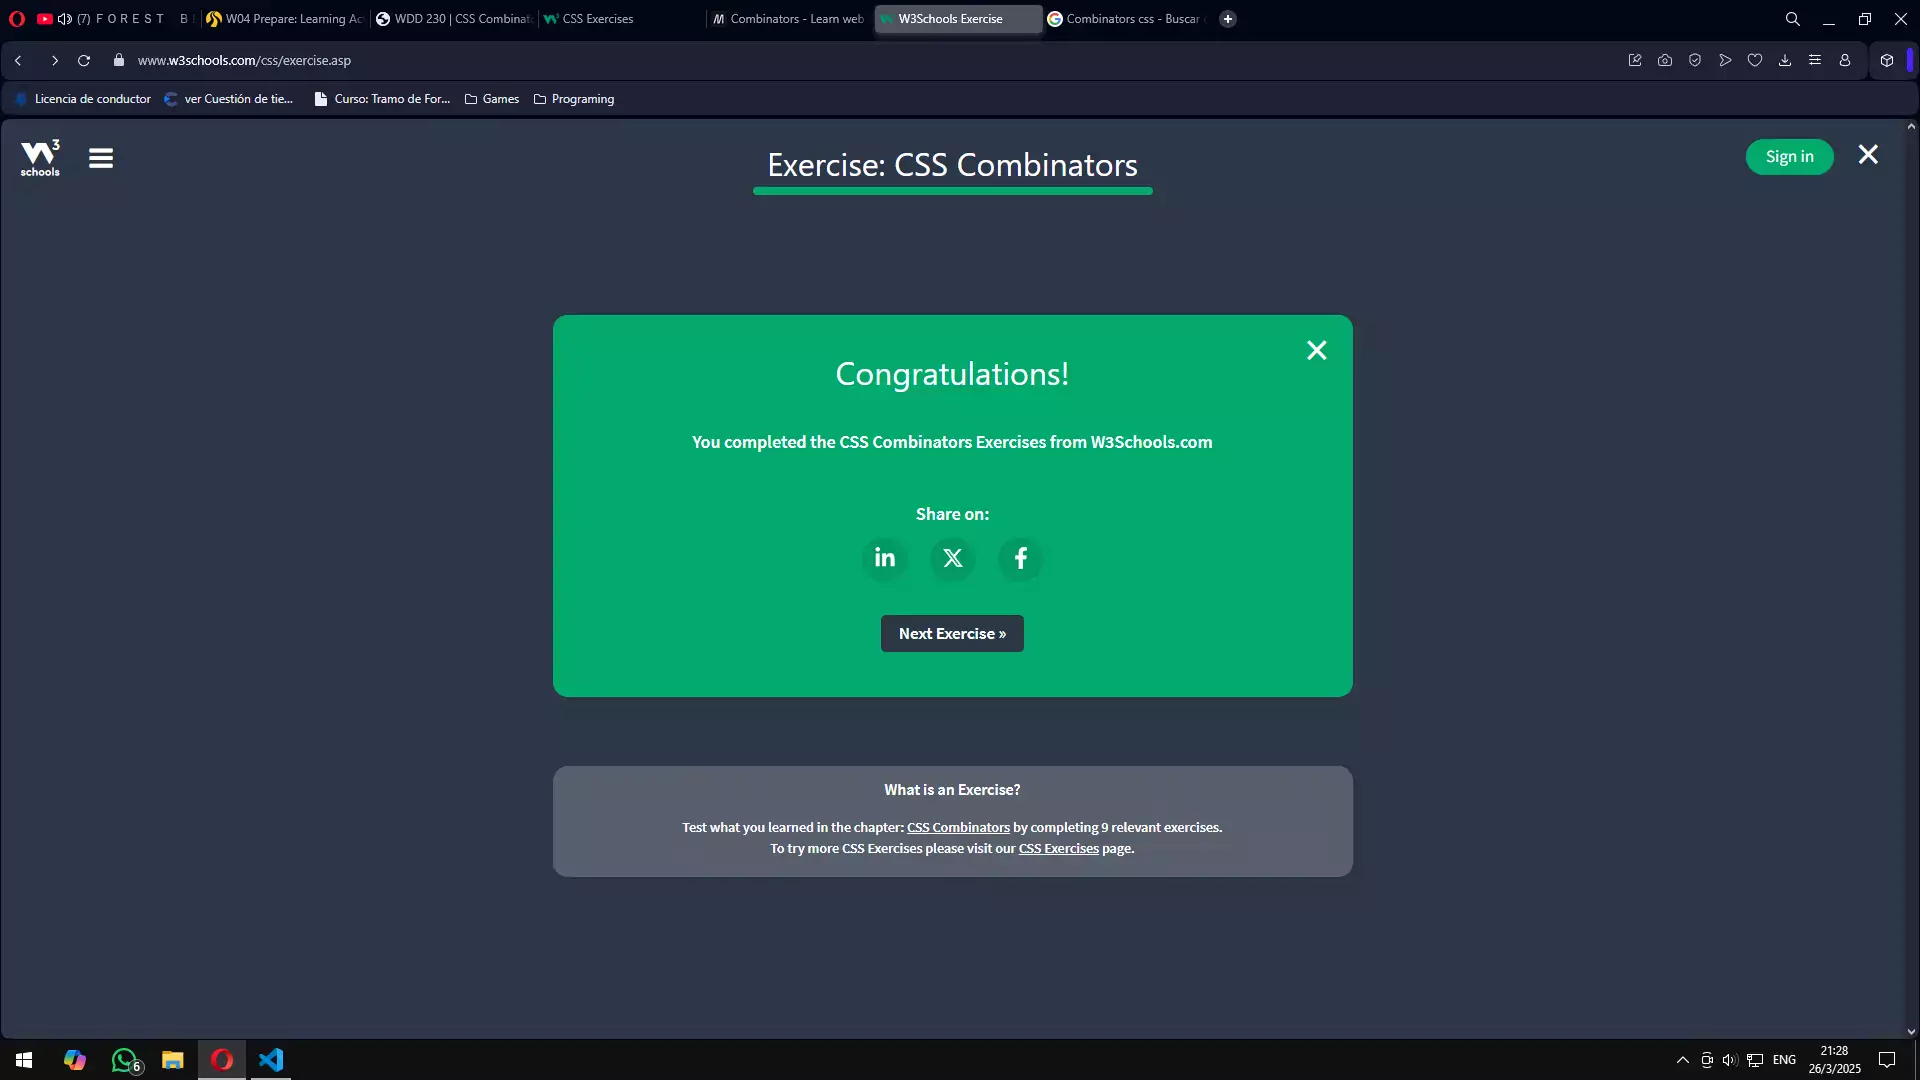 (7) F O R E S T B
W04 Prepare: Learning Ac
WDD 230 | CSS Combinat
CSS Exercises
Combinators - Learn web
W3Schools Exercise
Combinators css - Buscar
www.w3schools.com/css/exercise.asp
Licencia de conductor
ver Cuestión de tie...
Curso: Tramo de For...
Games
Programing
W3
schools
Exercise: CSS Combinators
Sign in
Congratulations!
You completed the CSS Combinators Exercises from W3Schools.com
Share on:
in
X
f
Next Exercise »
What is an Exercise?
Test what you learned in the chapter: CSS Combinators by completing 9 relevant exercises.
To try more CSS Exercises please visit our CSS Exercises page.
6
ENG
21:28
26/3/2025